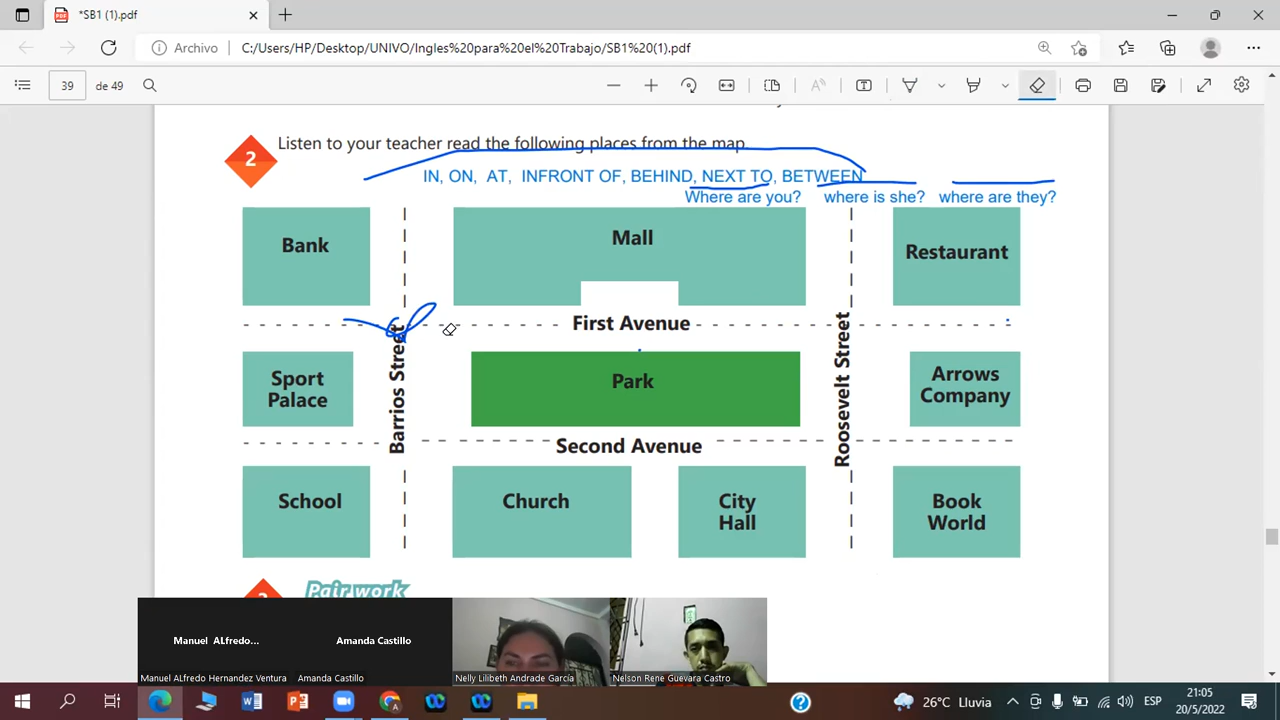 *SB1 (1).pdf
Archivo
C:/Users/HP/Desktop/UNIVO/Ingles%20para%20el%20Trabajo/SB1%20(1).pdf
39
de 49
2
Listen to your teacher read the following places from the map.
IN, ON, AT, INFRONT OF, BEHIND, NEXT TO, BETWEEN
Where are you? where is she? where are they?
Bank
Mall
Restaurant
First Avenue
Barrios Street
Roosevelt Street
Sport
Palace
Park
Arrows
Company
Second Avenue
School
Church
City
Hall
Book
World
Pair work
Manuel ALfredo...
Amanda Castillo
Manuel ALfredo Hernandez Ventura
Amanda Castillo
Nelly Lilibeth Andrade García
Nelson Rene Guevara Castro
26°C Lluvia
ESP
21:05
20/5/2022